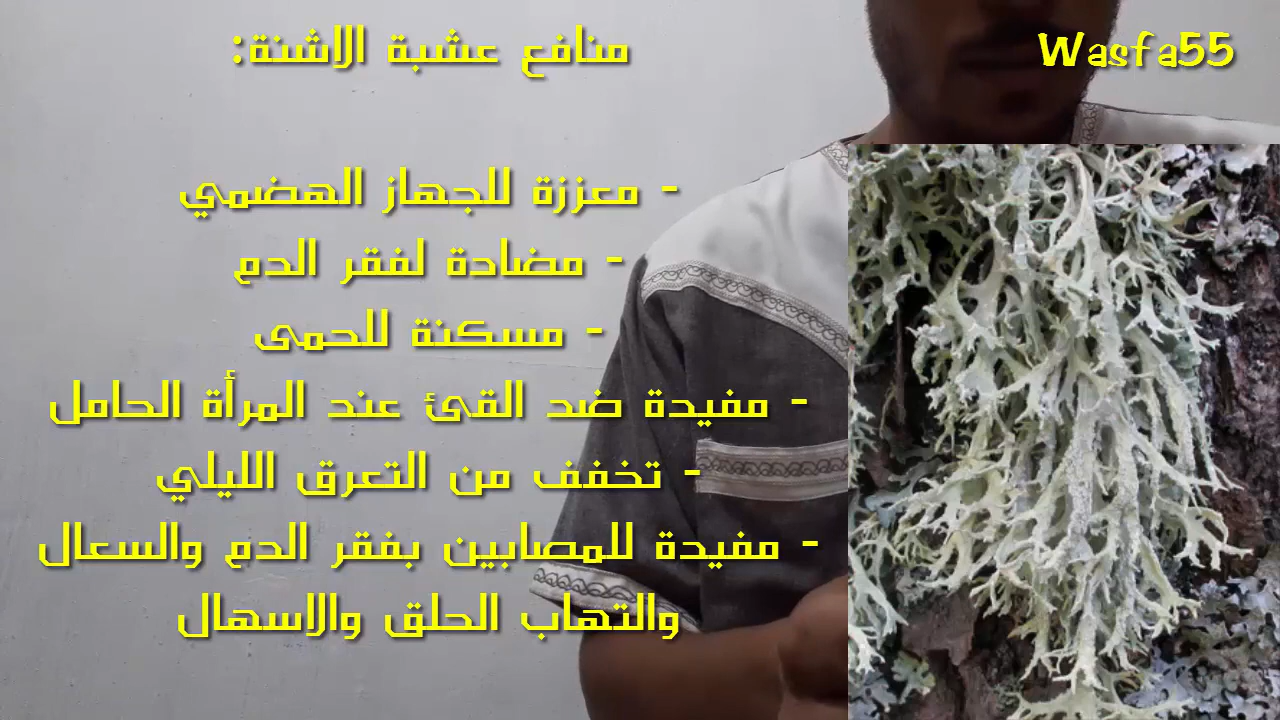 منافع عشبة الاشنة:
Wasfa55
- معززة للجهاز الهضمي
- مضادة لفقر الدم
- مسكنة للحمى
- مفيدة ضد القئ عند المرأة الحامل
- تخفف من التعرق الليلي
- مفيدة للمصابين بفقر الدم والسعال
والتهاب الحلق والاسهال